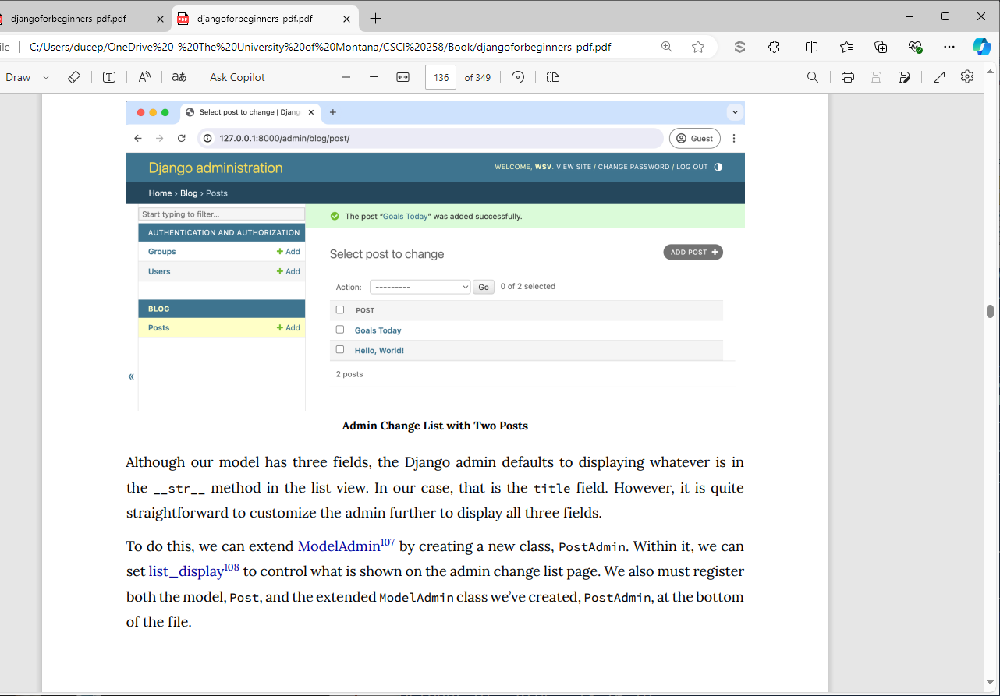 djangoforbeginners-pdf.pdf
djangoforbeginners-pdf.pdf
C:/Users/ducep/OneDrive%20-%20The%20University%20of%20Montana/CSCI%20258/Book/djangoforbeginners-pdf.pdf
Draw
Ask Copilot
136 of 349
Select post to change | Djang
127.0.0.1:8000/admin/blog/post/
Guest
Django administration
WELCOME, WSV. VIEW SITE / CHANGE PASSWORD / LOG OUT
Home › Blog › Posts
Start typing to filter...
The post “Goals Today” was added successfully.
AUTHENTICATION AND AUTHORIZATION
Groups + Add
Users + Add
BLOG
Posts + Add
«
Select post to change
ADD POST +
Action: --------- Go 0 of 2 selected
POST
Goals Today
Hello, World!
2 posts
Admin Change List with Two Posts
Although our model has three fields, the Django admin defaults to displaying whatever is in
the __str__ method in the list view. In our case, that is the title field. However, it is quite
straightforward to customize the admin further to display all three fields.
To do this, we can extend ModelAdmin107 by creating a new class, PostAdmin. Within it, we can
set list_display108 to control what is shown on the admin change list page. We also must register
both the model, Post, and the extended ModelAdmin class we’ve created, PostAdmin, at the bottom
of the file.